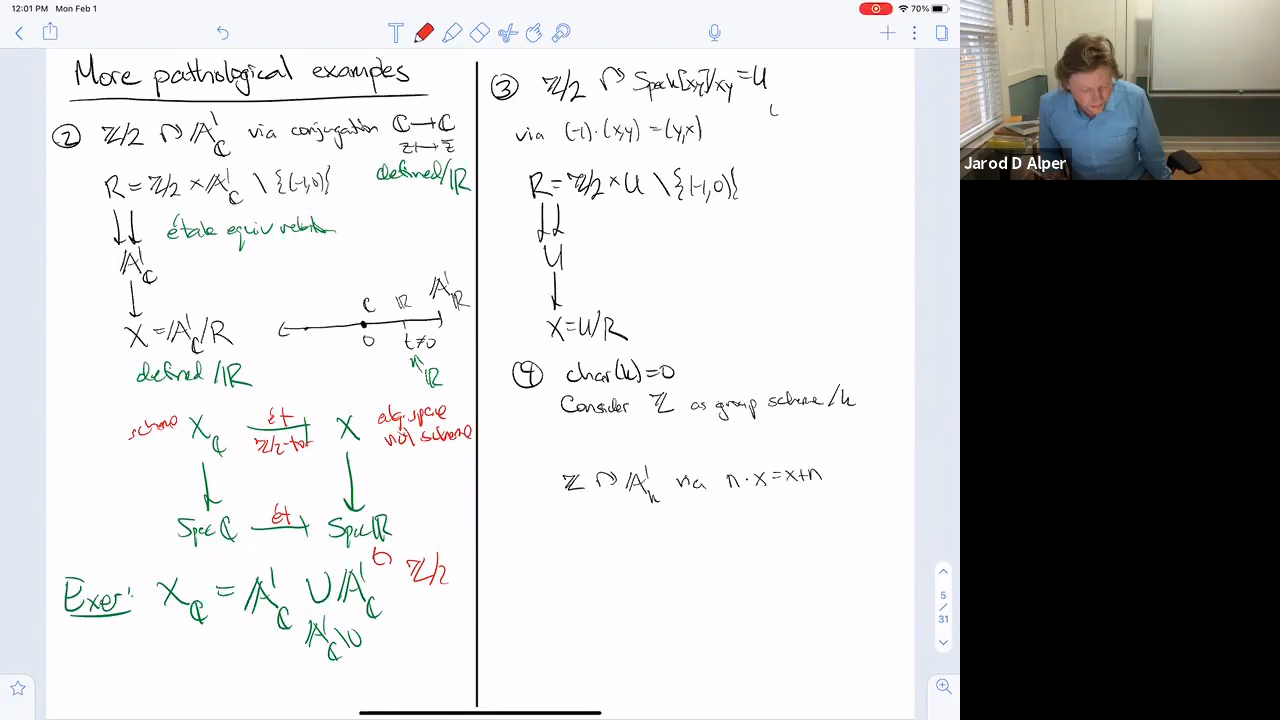 12:01 PM Mon Feb 1
70%
More pathological examples
② ℤ/2 ↷ 𝔸¹_ℂ via conjugation ℂ → ℂ
z ↦ z̄
defined/ℝ
R = ℤ/2 × 𝔸¹_ℂ \ {(-1,0)}
étale equiv
𝔸¹_ℂ
X = 𝔸¹_ℂ/R
defined/ℝ
ℂ ℝ 𝔸¹_ℝ
0 t≠0
ℝ
scheme X_ℂ ét X alg. space
ℤ/2-tor not scheme
Spec ℂ ét Spec ℝ
Exer: X_ℂ = 𝔸¹_ℂ ∪ 𝔸¹_ℂ ℤ/2
𝔸¹_ℂ\0
③ ℤ/2 ↷ Spec k[x,y]/xy = U
via (-1)·(x,y) = (y,x)
R = ℤ/2 × U \ {(-1,0)}
U
X = U/R
④ char(k)=0
Consider ℤ as group scheme/k
ℤ ↷ 𝔸¹_k via n·x = x+n
Jarod D Alper
5
/
31